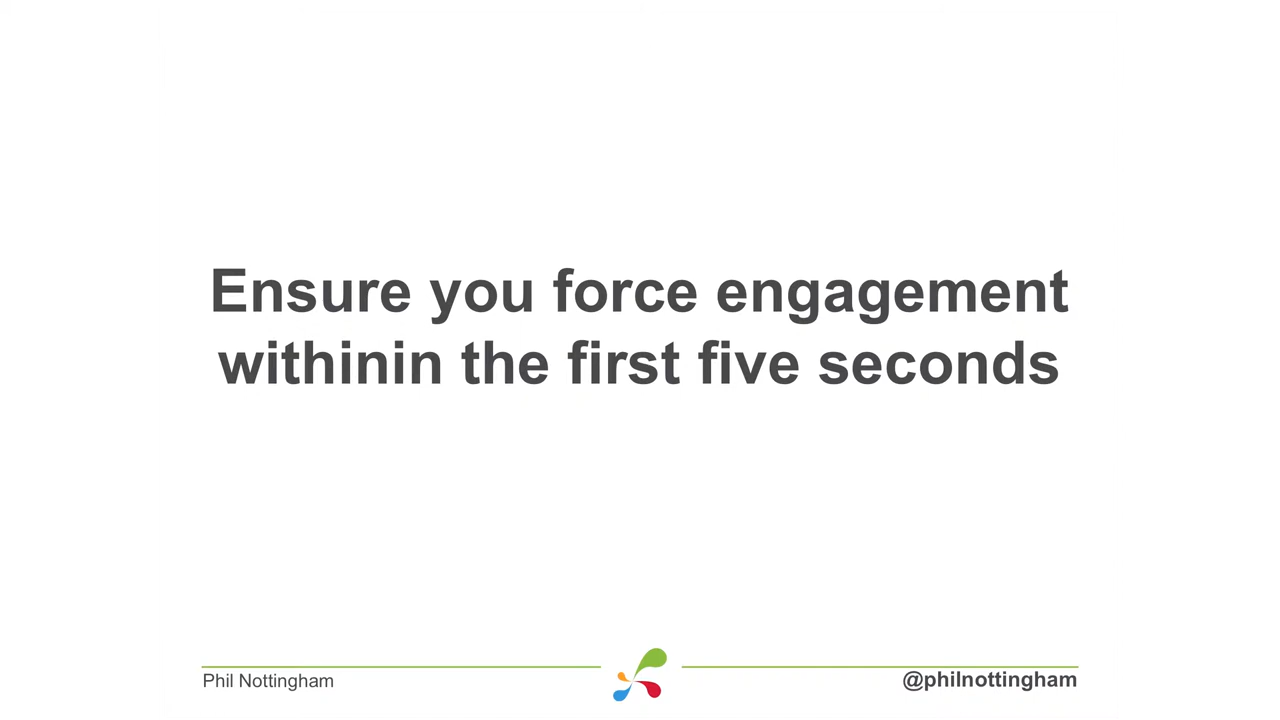 Ensure you force engagement
withinin the first five seconds
Phil Nottingham
@philnottingham